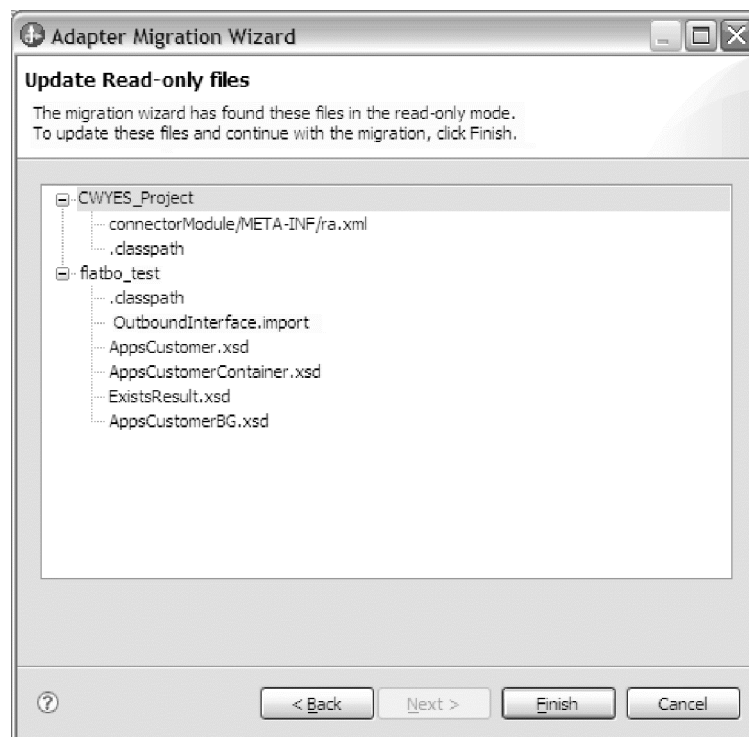 Adapter Migration Wizard
Update Read-only files
The migration wizard has found these files in the read-only mode.
To update these files and continue with the migration, click Finish.
CWYES_Project
connectorModule/META-INF/ra.xml
.classpath
flatbo_test
.classpath
OutboundInterface.import
AppsCustomer.xsd
AppsCustomerContainer.xsd
ExistsResult.xsd
AppsCustomerBG.xsd
? < Back Next > Finish Cancel